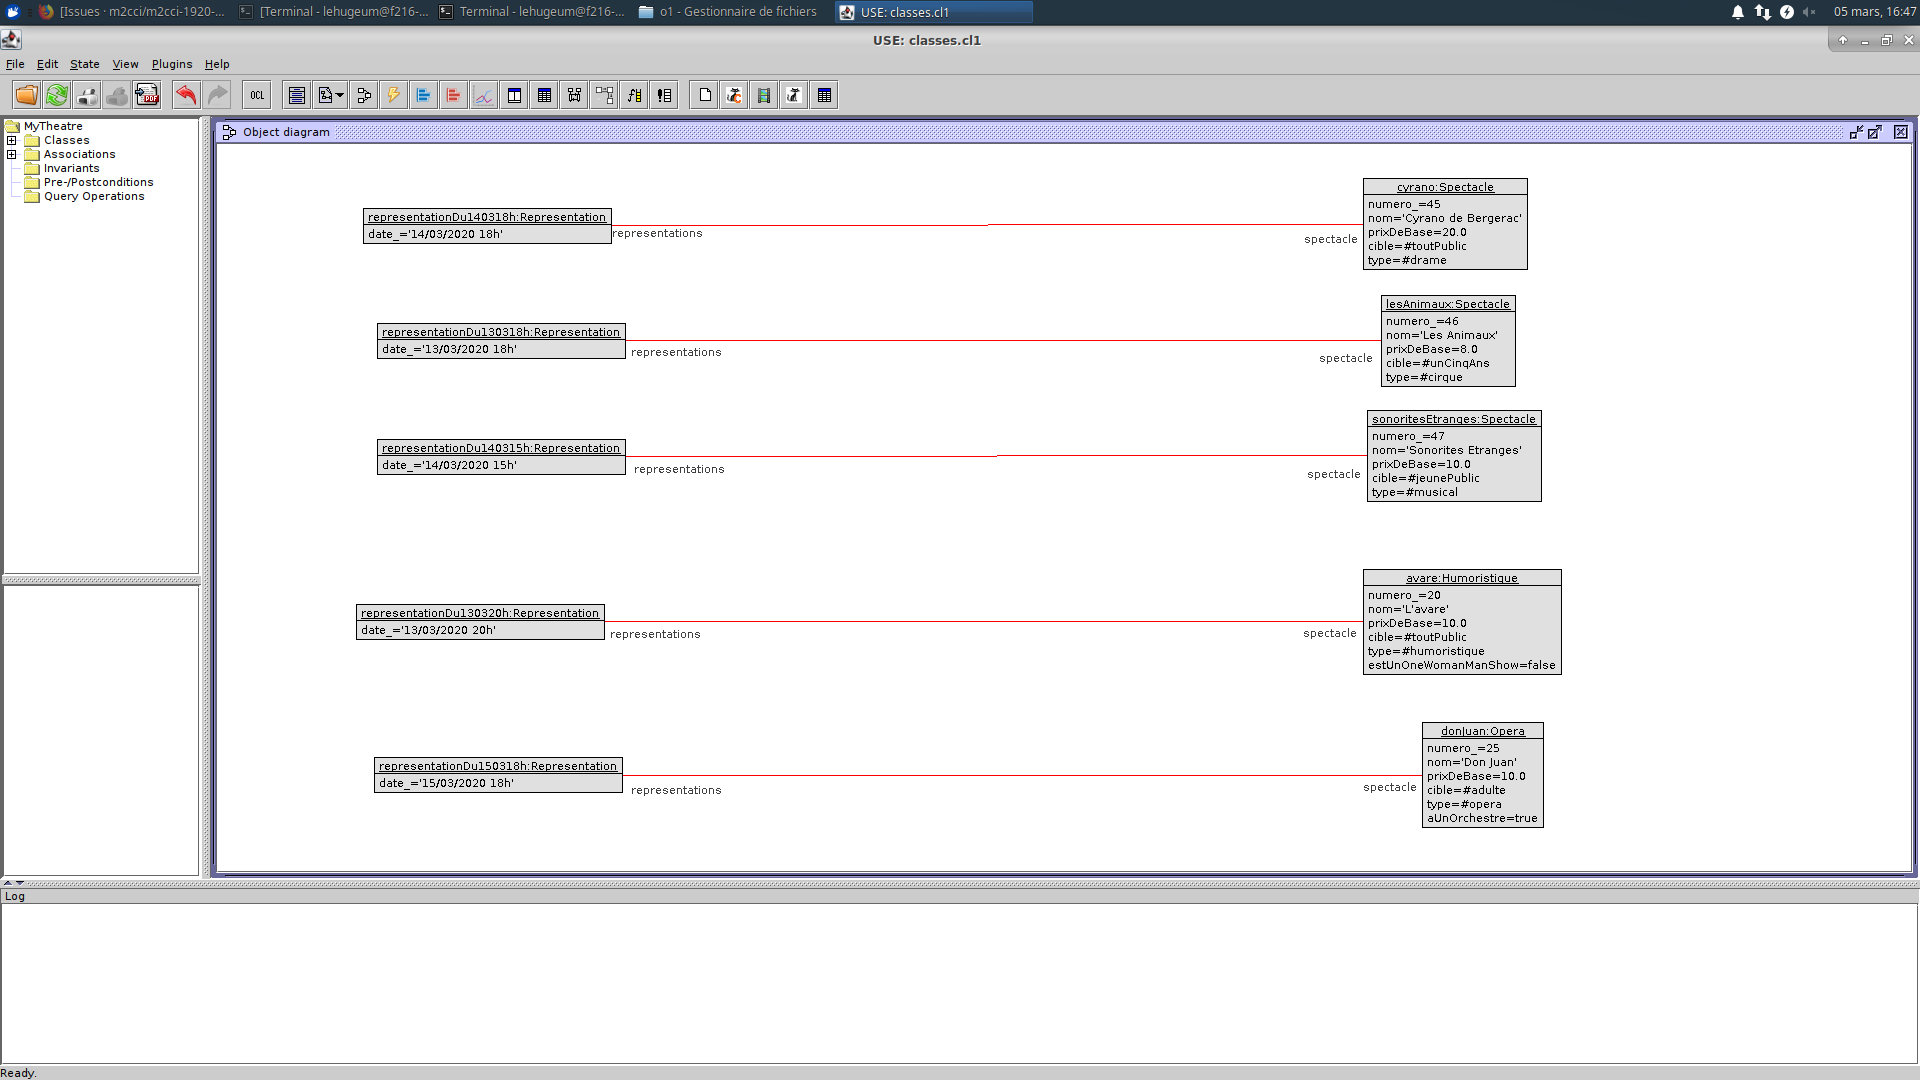 [Issues · m2cci/m2cci-1920-...
[Terminal - lehugeum@f216-...
Terminal - lehugeum@f216-...
o1 - Gestionnaire de fichiers
USE: classes.cl1
05 mars, 16:47
USE: classes.cl1
File Edit State View Plugins Help
PDF
OCL
MyTheatre
Classes
Associations
Invariants
Pre-/Postconditions
Query Operations
Object diagram
representationDu140318h:Representation
date_='14/03/2020 18h'
representations
spectacle
cyrano:Spectacle
numero_=45
nom='Cyrano de Bergerac'
prixDeBase=20.0
cible=#toutPublic
type=#drame
representationDu130318h:Representation
date_='13/03/2020 18h'
representations
spectacle
lesAnimaux:Spectacle
numero_=46
nom='Les Animaux'
prixDeBase=8.0
cible=#unCinqAns
type=#cirque
representationDu140315h:Representation
date_='14/03/2020 15h'
representations
spectacle
sonoritesEtranges:Spectacle
numero_=47
nom='Sonorites Etranges'
prixDeBase=10.0
cible=#jeunePublic
type=#musical
representationDu130320h:Representation
date_='13/03/2020 20h'
representations
spectacle
avare:Humoristique
numero_=20
nom='L'avare'
prixDeBase=10.0
cible=#toutPublic
type=#humoristique
estUnOneWomanManShow=false
representationDu150318h:Representation
date_='15/03/2020 18h'
representations
spectacle
donJuan:Opera
numero_=25
nom='Don Juan'
prixDeBase=10.0
cible=#adulte
type=#opera
aUnOrchestre=true
Log
Ready.